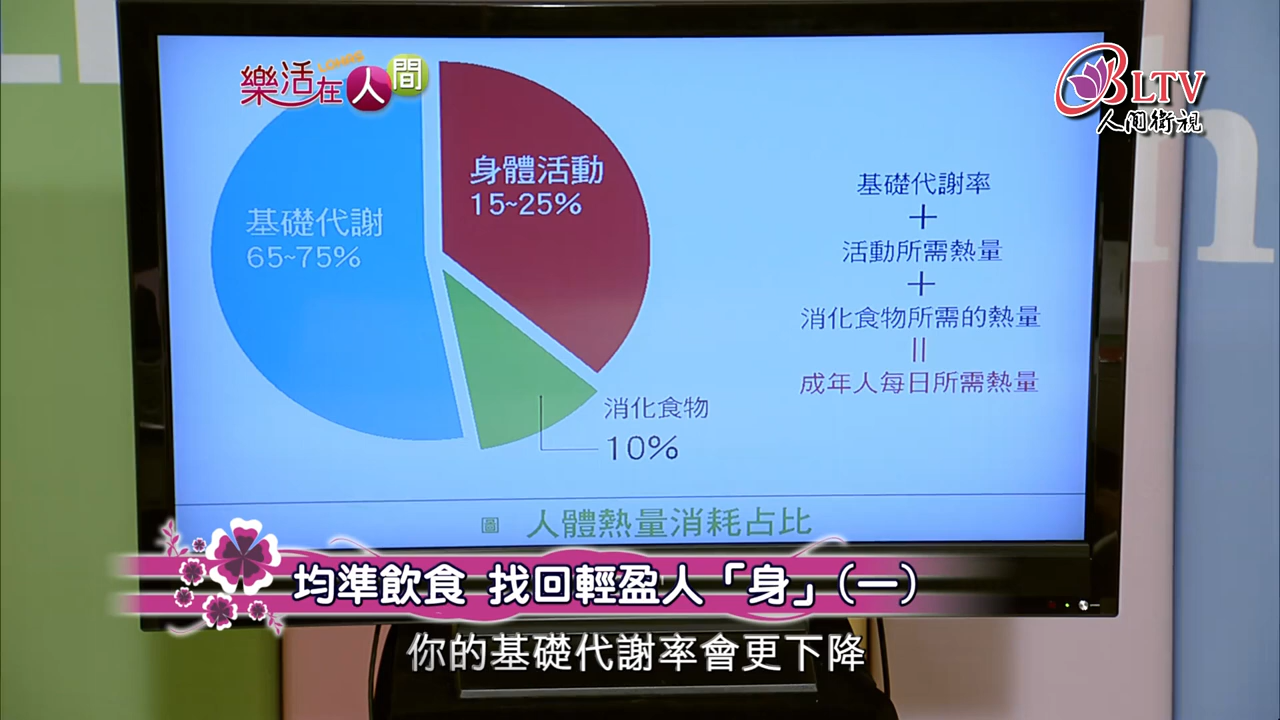 樂活在人間
LOHAS
BLTV
人間衛視
身體活動
15~25%
基礎代謝
65~75%
消化食物
10%
基礎代謝率
+
活動所需熱量
+
消化食物所需的熱量
=
成年人每日所需熱量
圖 人體熱量消耗占比
均準飲食 找回輕盈人「身」(一)
你的基礎代謝率會更下降